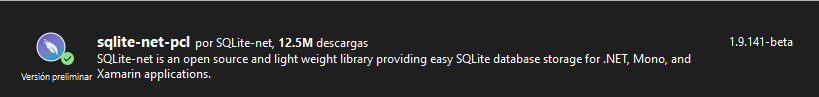 sqlite-net-pcl por SQLite-net, 12.5M descargas
1.9.141-beta
SQLite-net is an open source and light weight library providing easy SQLite database storage for .NET, Mono, and
Xamarin applications.
Versión preliminar